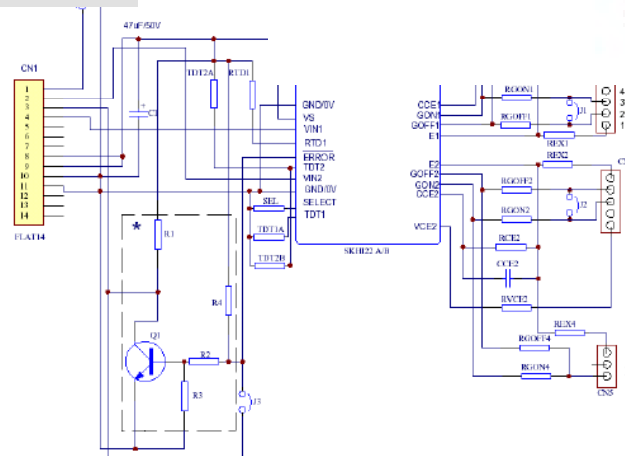 47uF/50V
CN1
1
2
3
4
5
6
7
8
9
10
11
12
13
14
FLAT14
TDT2A
RTD1
GND/0V
VS
VIN1
RTD1
ERROR
TDT2
VIN2
GND/0V
SELECT
TDT1
SEL
TDT1A
TDT2B
CCE1
GON1
GOFF1
E1
E2
GOFF2
GON2
CCE2
VCE2
SKHI22 A/B
RGON1
RGOFF1
J1
REX1
REX2
4
3
2
1
RGOFF2
RGON2
J2
RCE2
CCE2
RVCE2
REX4
RGOFF4
RGON4
CN5
*
R1
R4
Q1
R2
R3
J3